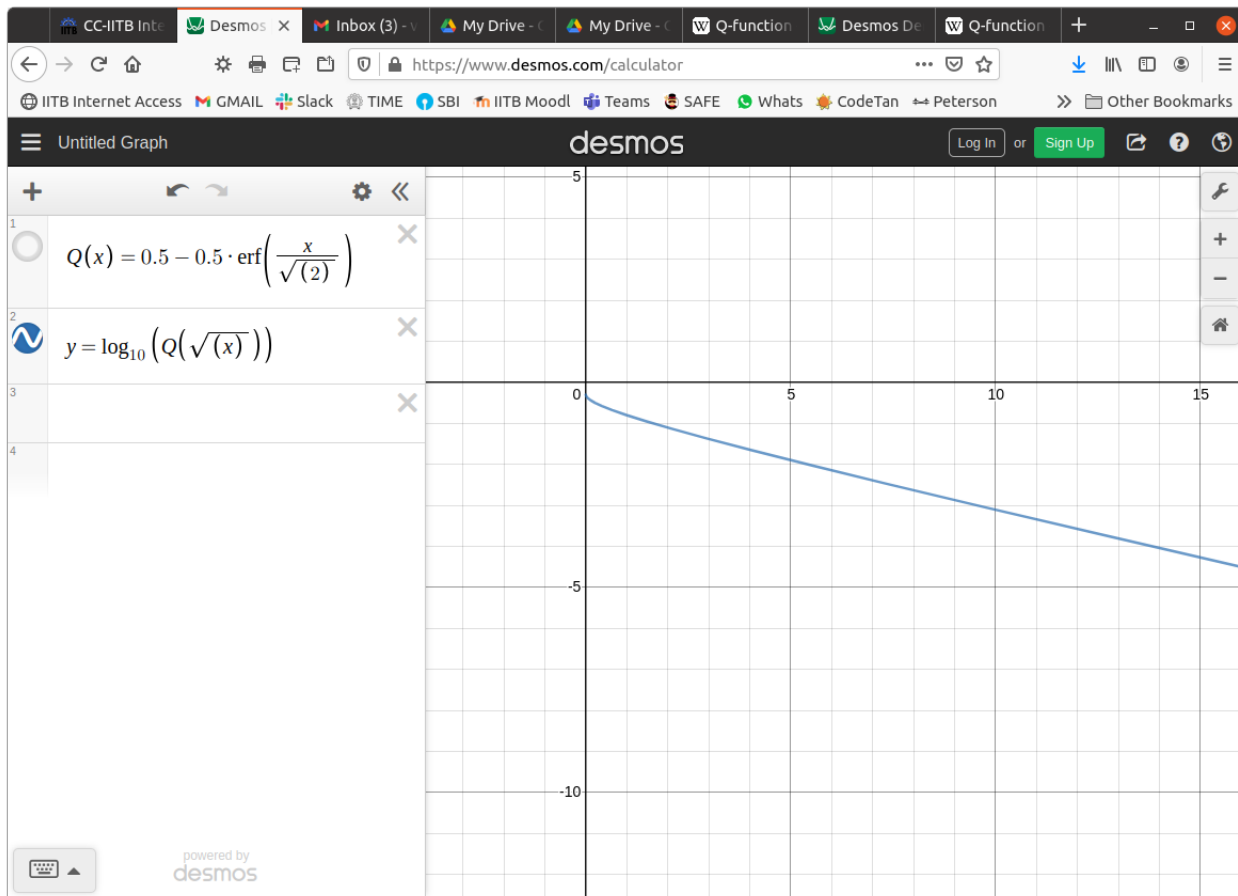 CC-IITB Inte Desmos Inbox (3) - v My Drive - My Drive - Q-function Desmos De Q-function
https://www.desmos.com/calculator
IITB Internet Access GMAIL Slack TIME SBI IITB Moodl Teams SAFE Whats CodeTan Peterson Other Bookmarks
Untitled Graph desmos Log In or Sign Up
1
Q(x) = 0.5 − 0.5 · erf(x/√(2))
2
y = log₁₀(Q(√(x)))
3
4
5
0 5 10 15
-5
-10
powered by
desmos